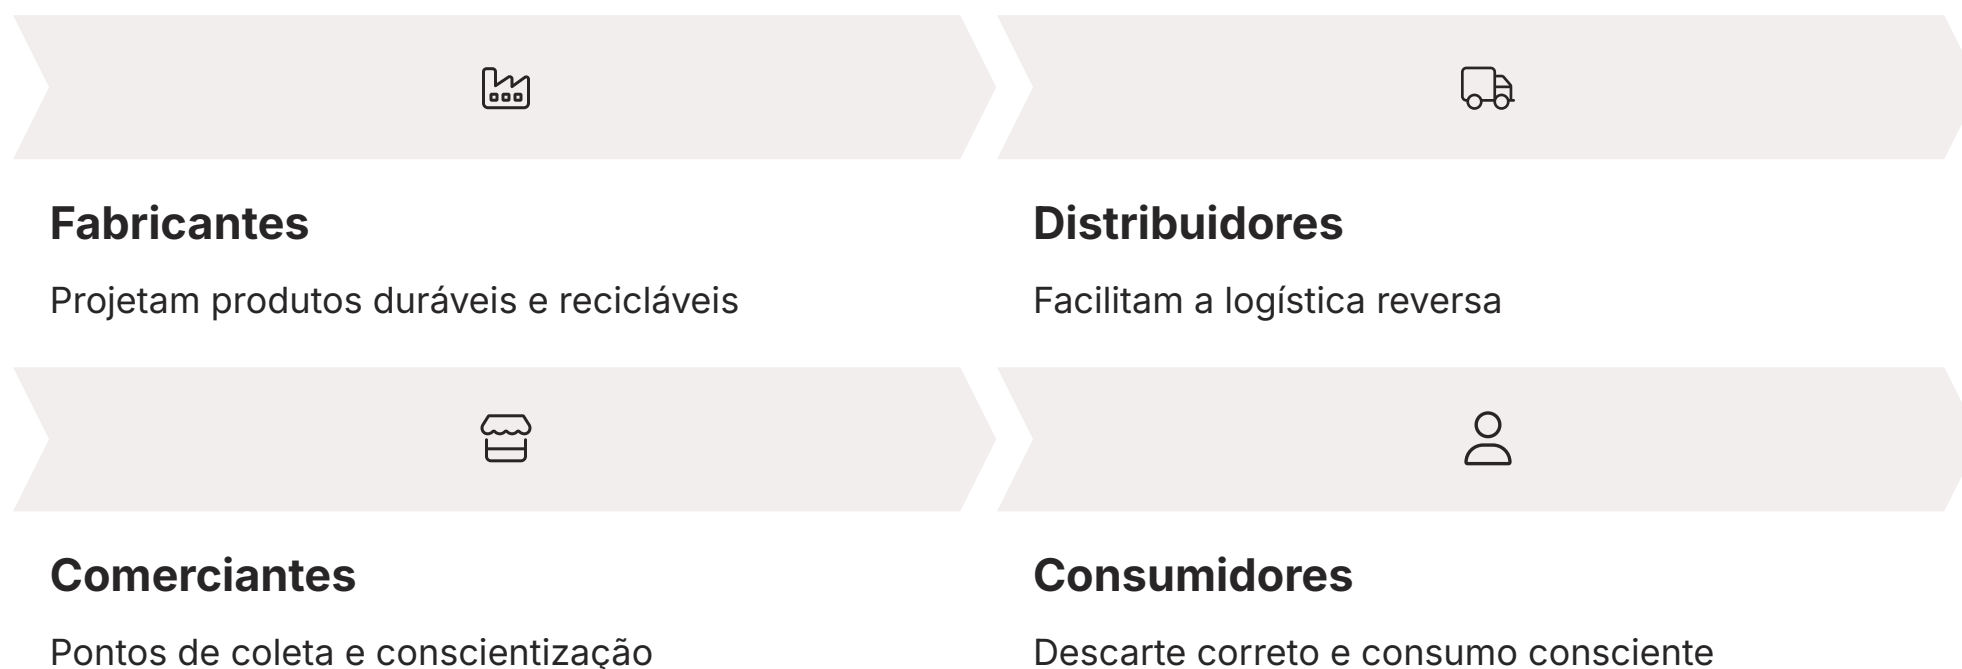 Fabricantes
Projetam produtos duráveis e recicláveis
Distribuidores
Facilitam a logística reversa
Comerciantes
Pontos de coleta e conscientização
Consumidores
Descarte correto e consumo consciente